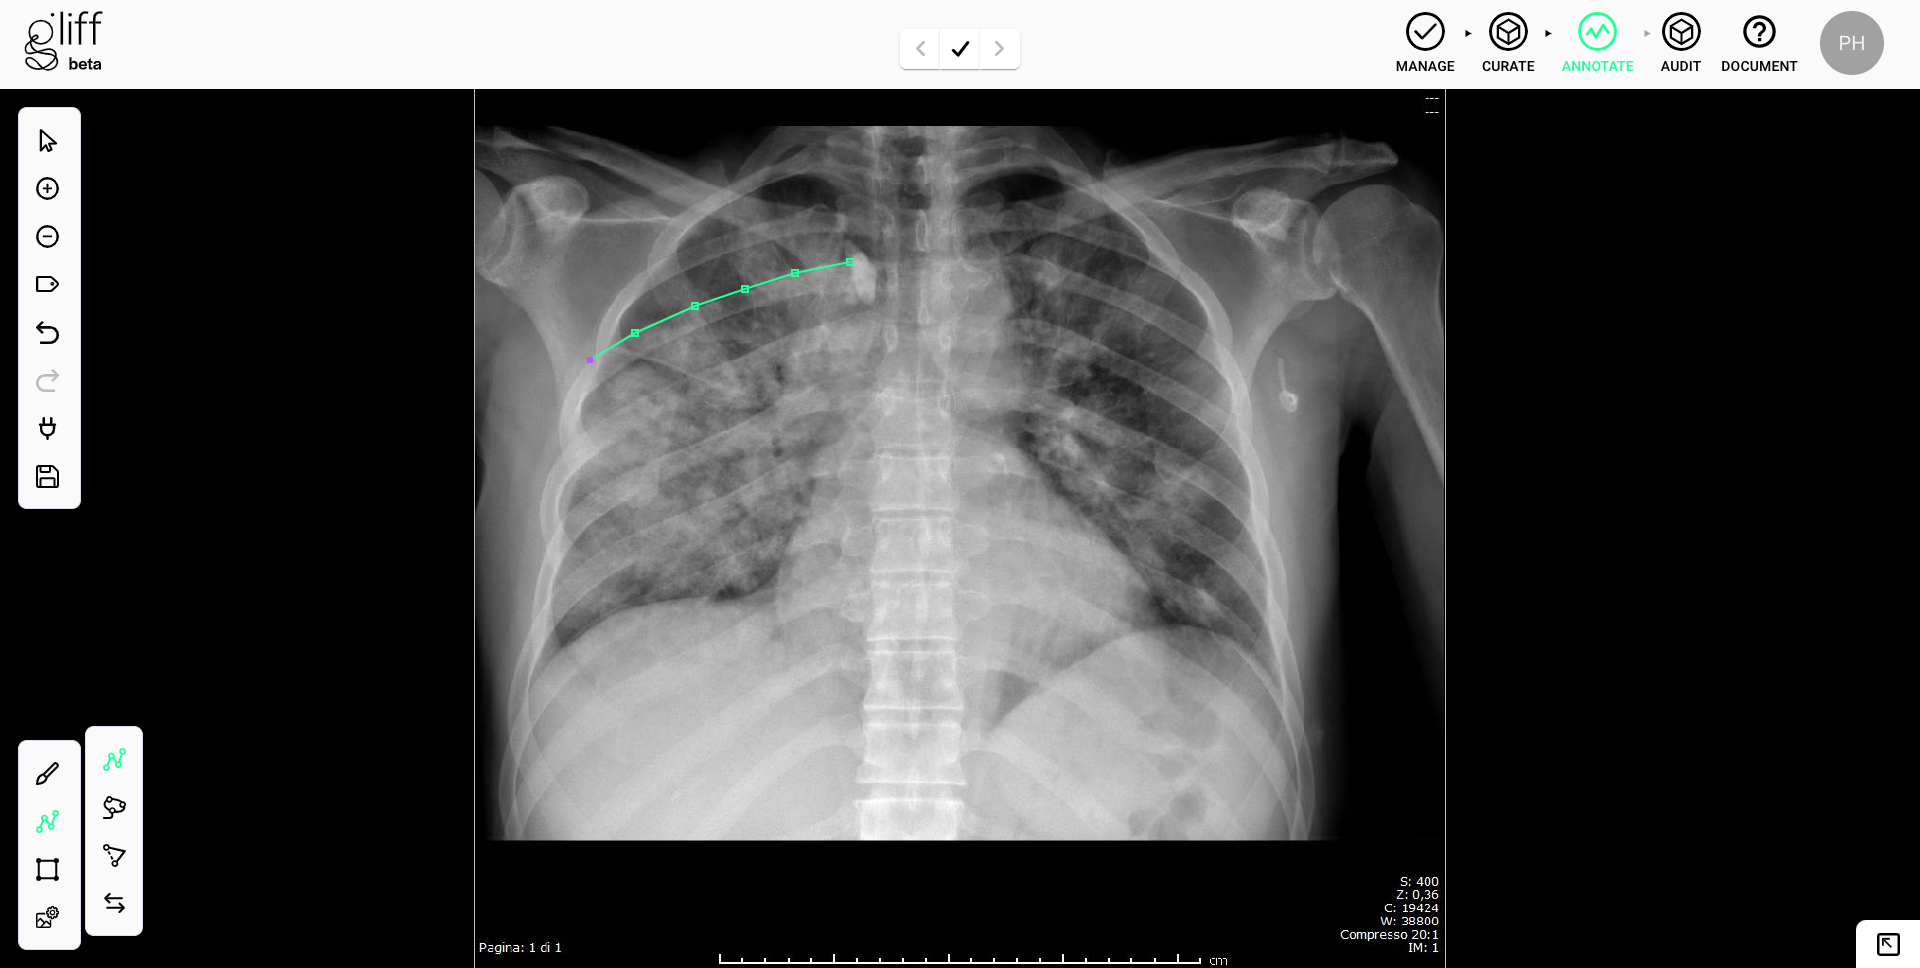 gliff
beta
MANAGE
CURATE
ANNOTATE
AUDIT
DOCUMENT
PH
---
---
S: 400
Z: 0,36
C: 19424
W: 38800
Compresso 20:1
IM: 1
Pagina: 1 di 1
cm